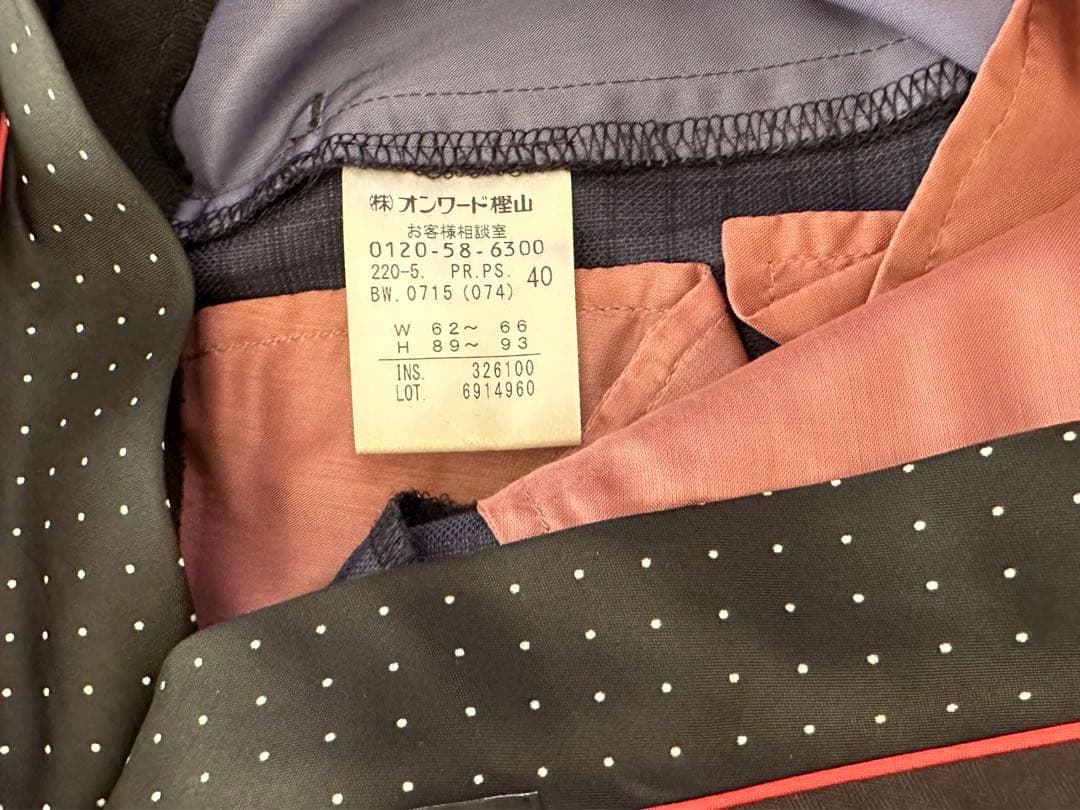 ㈱オンワード樫山
お客様相談室
0120-58-6300
220-5. PR.PS. 40
BW. 0715 (074)
W 62～ 66
H 89～ 93
INS. 326100
LOT. 6914960